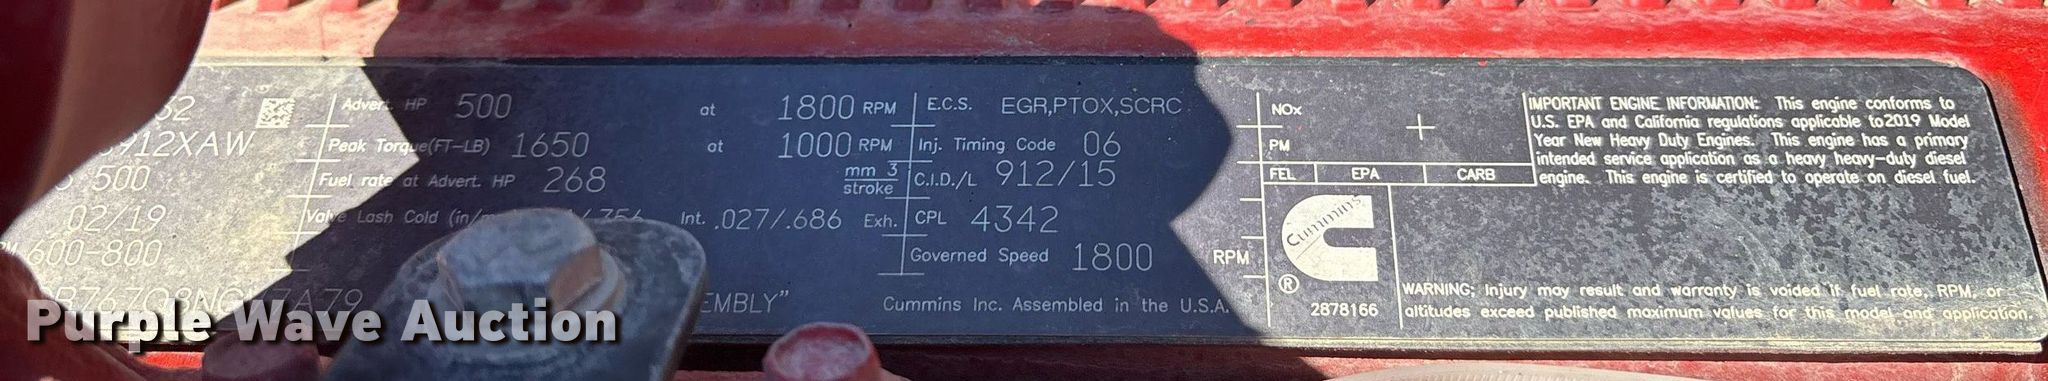 Advert. HP 500 at 1800 RPM E.C.S. EGR,PTOX,SCRC NOx
912XAW Peak Torque(FT-LB) 1650 at 1000 RPM Inj. Timing Code 06 PM
500 Fuel rate at Advert. HP 268 mm 3 stroke C.I.D./L 912/15 FEL EPA CARB
02/19 Valve Lash Cold Int. .027/.686 Exh. CPL 4342
600-800 Governed Speed 1800 RPM
Cummins Inc. Assembled in the U.S.A.
IMPORTANT ENGINE INFORMATION: This engine conforms to
U.S. EPA and California regulations applicable to 2019 Model
Year New Heavy Duty Engines. This engine has a primary
intended service application as a heavy heavy-duty diesel
engine. This engine is certified to operate on diesel fuel.
Cummins
®
2878166
WARNING; Injury may result and warranty is voided if fuel rate, RPM, or
altitudes exceed published maximum values for this model and application.
Purple Wave Auction